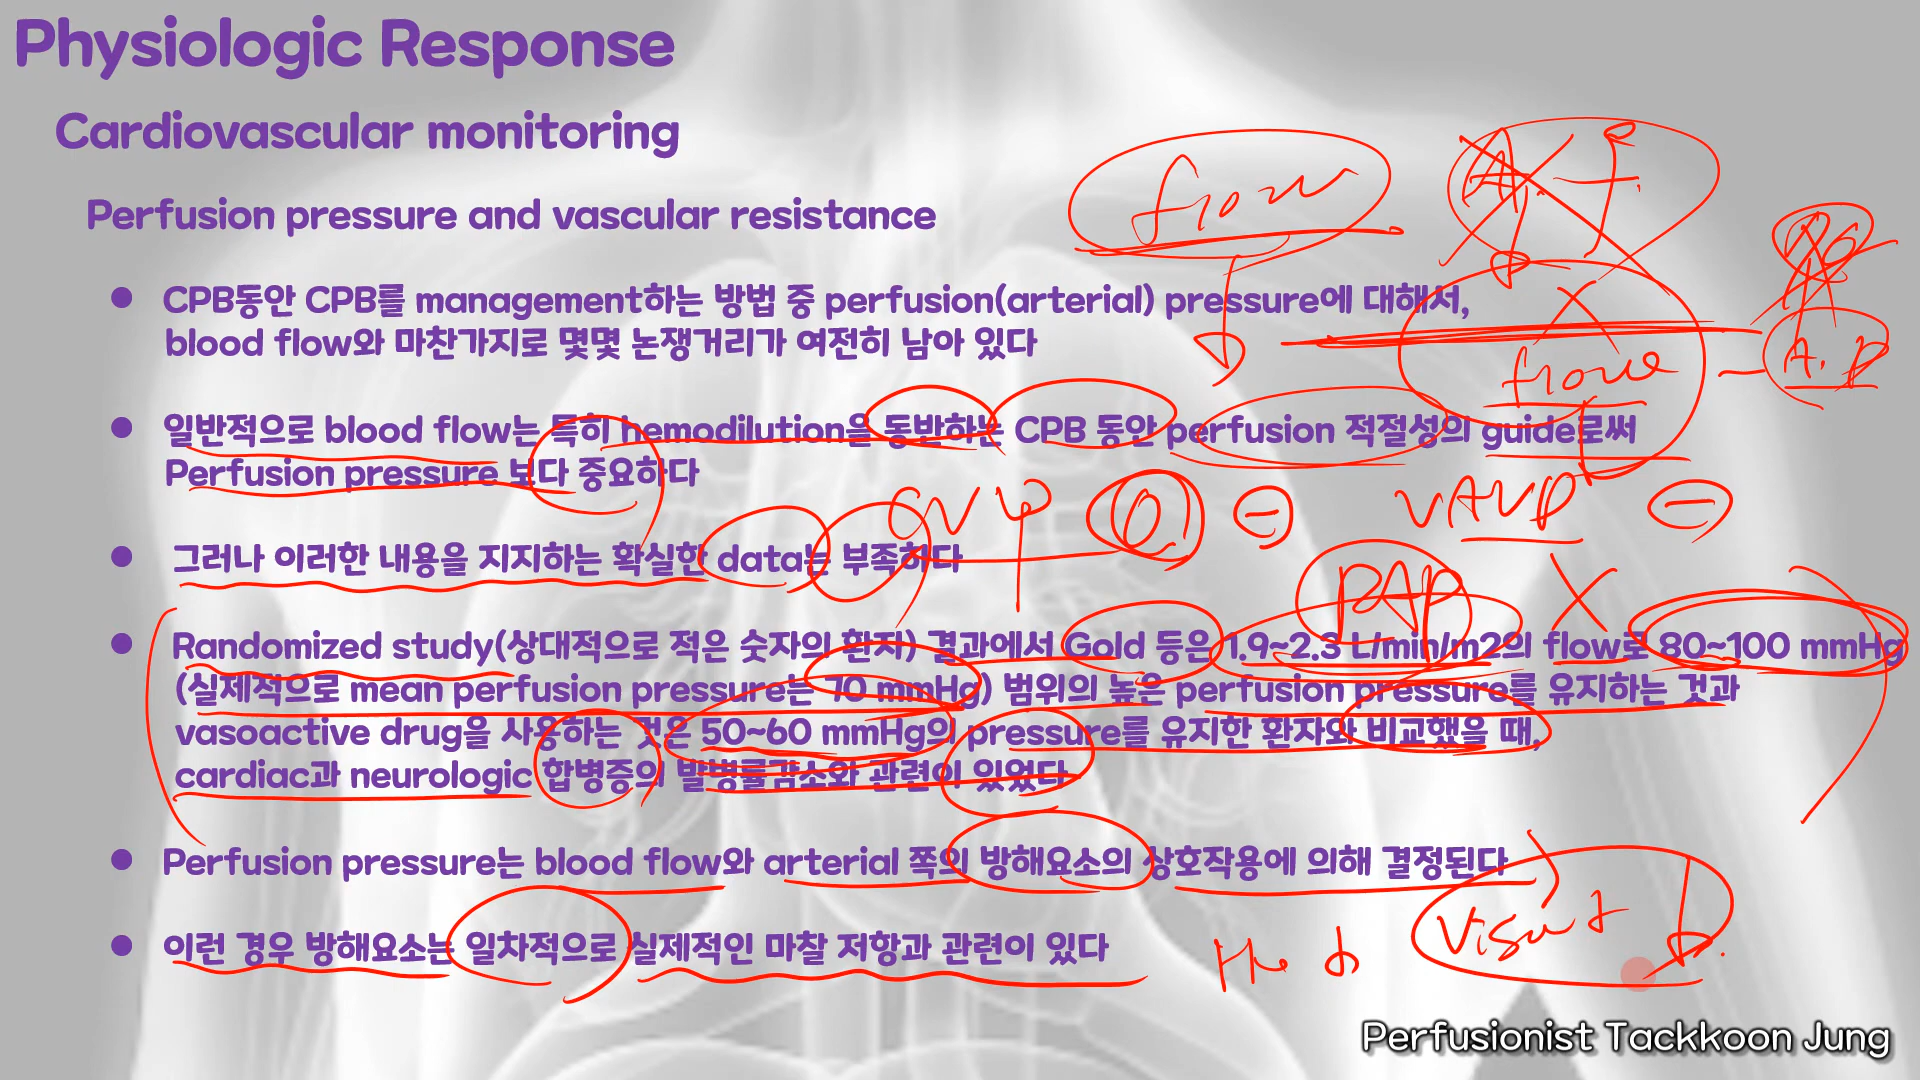 Physiologic Response
Cardiovascular monitoring
Perfusion pressure and vascular resistance
CPB동안 CPB를 management하는 방법 중 perfusion(arterial) pressure에 대해서,
blood flow와 마찬가지로 몇몇 논쟁거리가 여전히 남아 있다
일반적으로 blood flow는 특히 hemodilution을 동반하는 CPB 동안 perfusion 적절성의 guide로써
Perfusion pressure 보다 중요하다
그러나 이러한 내용을 지지하는 확실한 data는 부족하다
Randomized study(상대적으로 적은 숫자의 환자) 결과에서 Gold 등은 1.9~2.3 L/min/m2의 flow로 80~100 mmHg
(실제적으로 mean perfusion pressure는 70 mmHg) 범위의 높은 perfusion pressure를 유지하는 것과
vasoactive drug을 사용하는 것은 50~60 mmHg의 pressure를 유지한 환자와 비교했을 때,
cardiac과 neurologic 합병증의 발병률감소와 관련이 있었다
Perfusion pressure는 blood flow와 arterial 쪽의 방해요소의 상호작용에 의해 결정된다
이런 경우 방해요소는 일차적으로 실제적인 마찰 저항과 관련이 있다
flow
A.P
CVP
VAVD
PAP
Perfusionist Tackkoon Jung